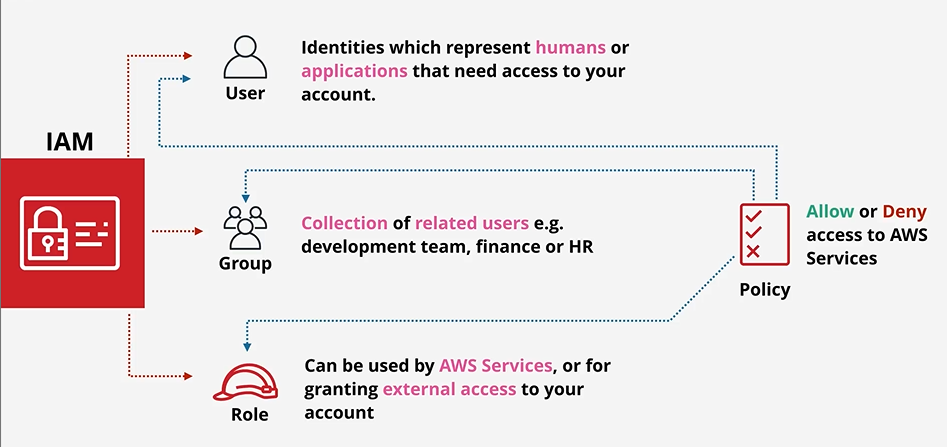 Identities which represent humans or
applications that need access to your
account.
User
IAM
Collection of related users e.g.
development team, finance or HR
Group
Allow or Deny
access to AWS
Services
Policy
Can be used by AWS Services, or for
granting external access to your
account
Role